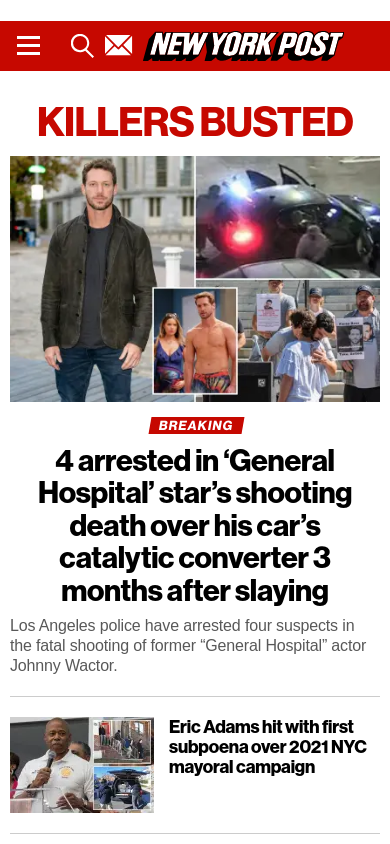 NEW YORK POST
KILLERS BUSTED
BREAKING
4 arrested in ‘General
Hospital’ star’s shooting
death over his car’s
catalytic converter 3
months after slaying
Los Angeles police have arrested four suspects in
the fatal shooting of former “General Hospital” actor
Johnny Wactor.
Eric Adams hit with first
subpoena over 2021 NYC
mayoral campaign